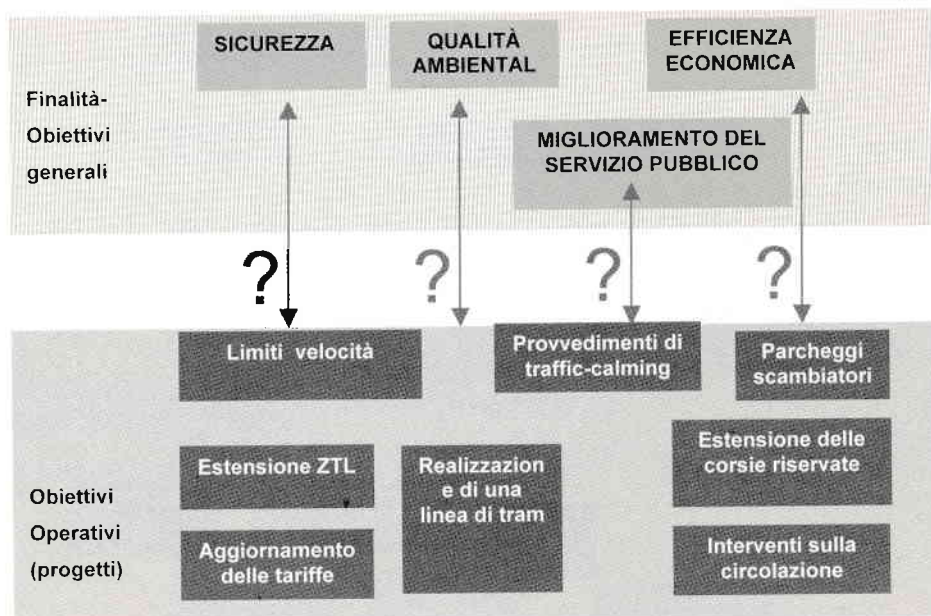 SICUREZZA
QUALITÀ
AMBIENTAL
EFFICIENZA
ECONOMICA
Finalità-
Obiettivi
generali
MIGLIORAMENTO DEL
SERVIZIO PUBBLICO
?
?
?
?
Limiti velocità
Provvedimenti di
traffic-calming
Parcheggi
scambiatori
Estensione ZTL
Realizzazion
e di una
linea di tram
Estensione delle
corsie riservate
Obiettivi
Operativi
(progetti)
Aggiornamento
delle tariffe
Interventi sulla
circolazione